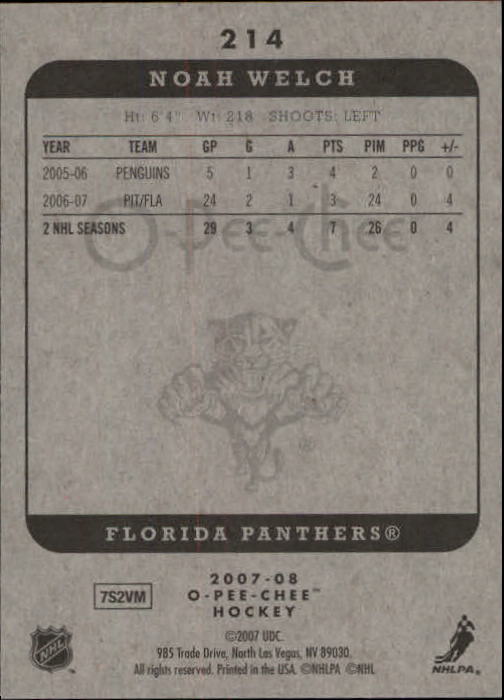 214
NOAH WELCH
Ht: 6'4" Wt: 218 SHOOTS: LEFT
YEAR TEAM GP G A PTS PIM PPG +/-
2005-06 PENGUINS 5 1 3 4 2 0 0
2006-07 PIT/FLA 24 2 1 3 24 0 4
2 NHL SEASONS 29 3 4 7 26 0 4
O-Pee-Chee
®
FLORIDA PANTHERS®
2007-08
7S2VM O-PEE-CHEE™
HOCKEY
©2007 UDC.
985 Trade Drive, North Las Vegas, NV 89030.
All rights reserved. Printed in the USA. ©NHLPA ©NHL
NHL
NHLPA®